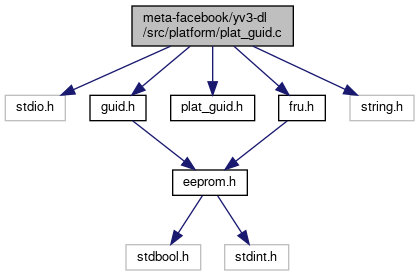 meta-facebook/yv3-dl
/src/platform/plat_guid.c
stdio.h
guid.h
plat_guid.h
fru.h
string.h
eeprom.h
stdbool.h
stdint.h